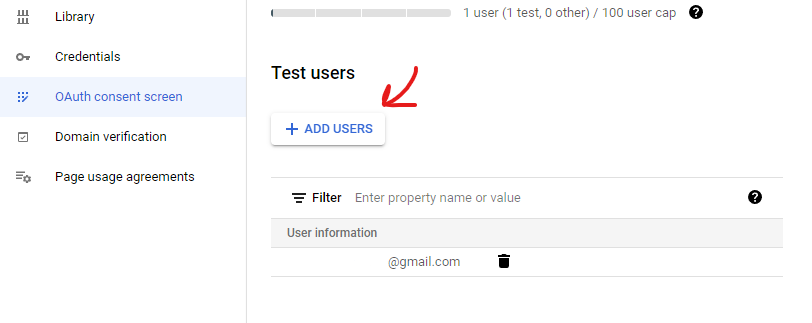 Library
Credentials
OAuth consent screen
Domain verification
Page usage agreements
1 user (1 test, 0 other) / 100 user cap ?
Test users
+ ADD USERS
Filter Enter property name or value ?
User information
@gmail.com